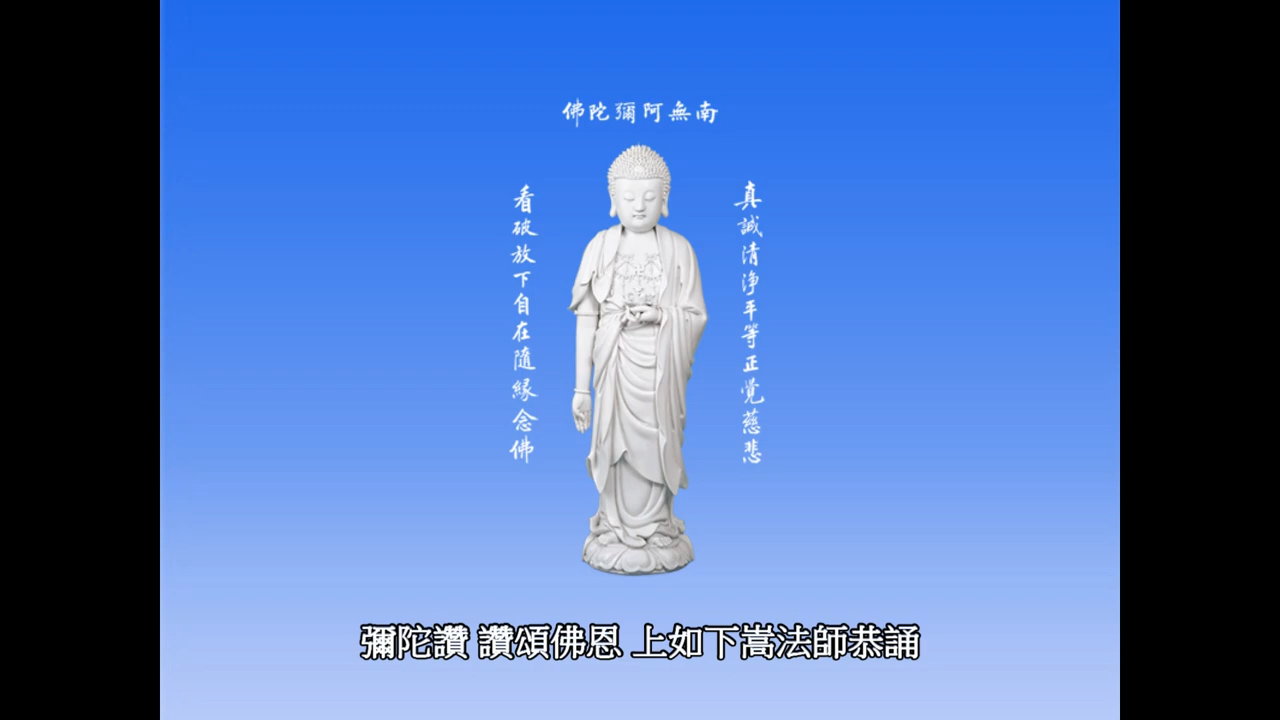 南無阿彌陀佛
真誠清淨平等正覺慈悲
看破放下自在隨緣念佛
彌陀讚 讚頌佛恩 上如下嵩法師恭誦